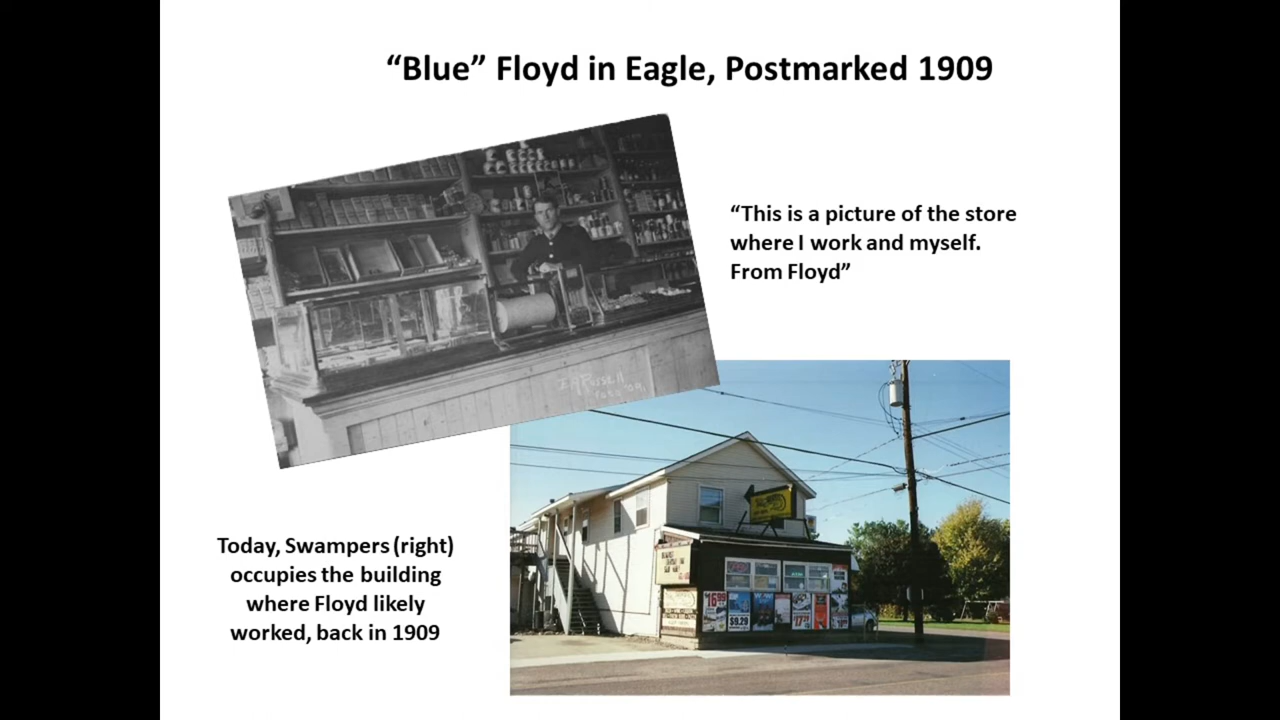 “Blue” Floyd in Eagle, Postmarked 1909
“This is a picture of the store
where I work and myself.
From Floyd”
Today, Swampers (right)
occupies the building
where Floyd likely
worked, back in 1909
$9.29